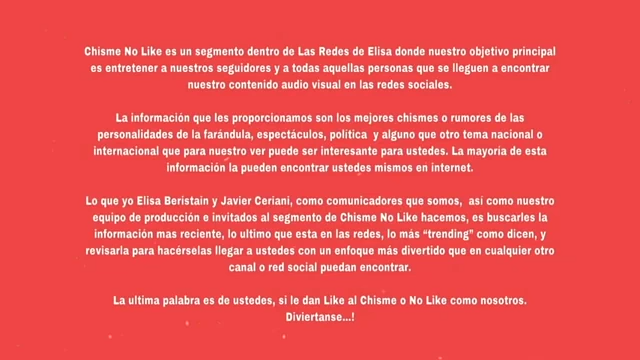 Chisme No Like es un segmento dentro de Las Redes de Elisa donde nuestro objetivo principal
es entretener a nuestros seguidores y a todas aquellas personas que se lleguen a encontrar
nuestro contenido audio visual en las redes sociales.
La información que les proporcionamos son los mejores chismes o rumores de las
personalidades de la farándula, espectáculos, política y alguno que otro tema nacional o
internacional que para nuestro ver puede ser interesante para ustedes. La mayoría de esta
información la pueden encontrar ustedes mismos en internet.
Lo que yo Elisa Beristain y Javier Ceriani, como comunicadores que somos, así como nuestro
equipo de producción e invitados al segmento de Chisme No Like hacemos, es buscarles la
información mas reciente, lo ultimo que esta en las redes, lo más “trending” como dicen, y
revisarla para hacérselas llegar a ustedes con un enfoque más divertido que en cualquier otro
canal o red social puedan encontrar.
La ultima palabra es de ustedes, si le dan Like al Chisme o No Like como nosotros.
Diviertanse...!